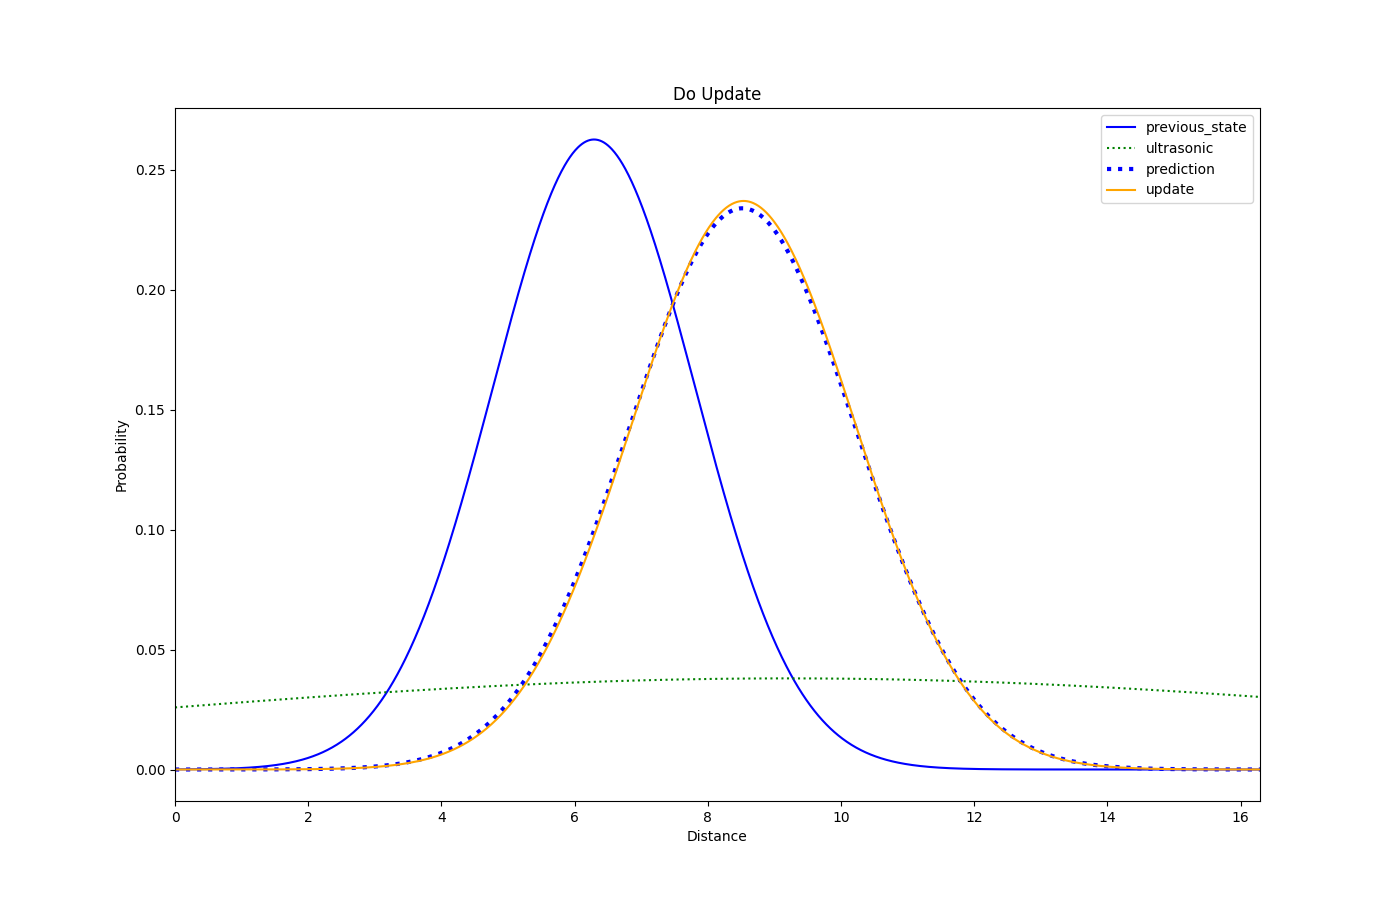 Do Update
previous_state
ultrasonic
prediction
update
Probability
0.25
0.20
0.15
0.10
0.05
0.00
0 2 4 6 8 10 12 14 16
Distance